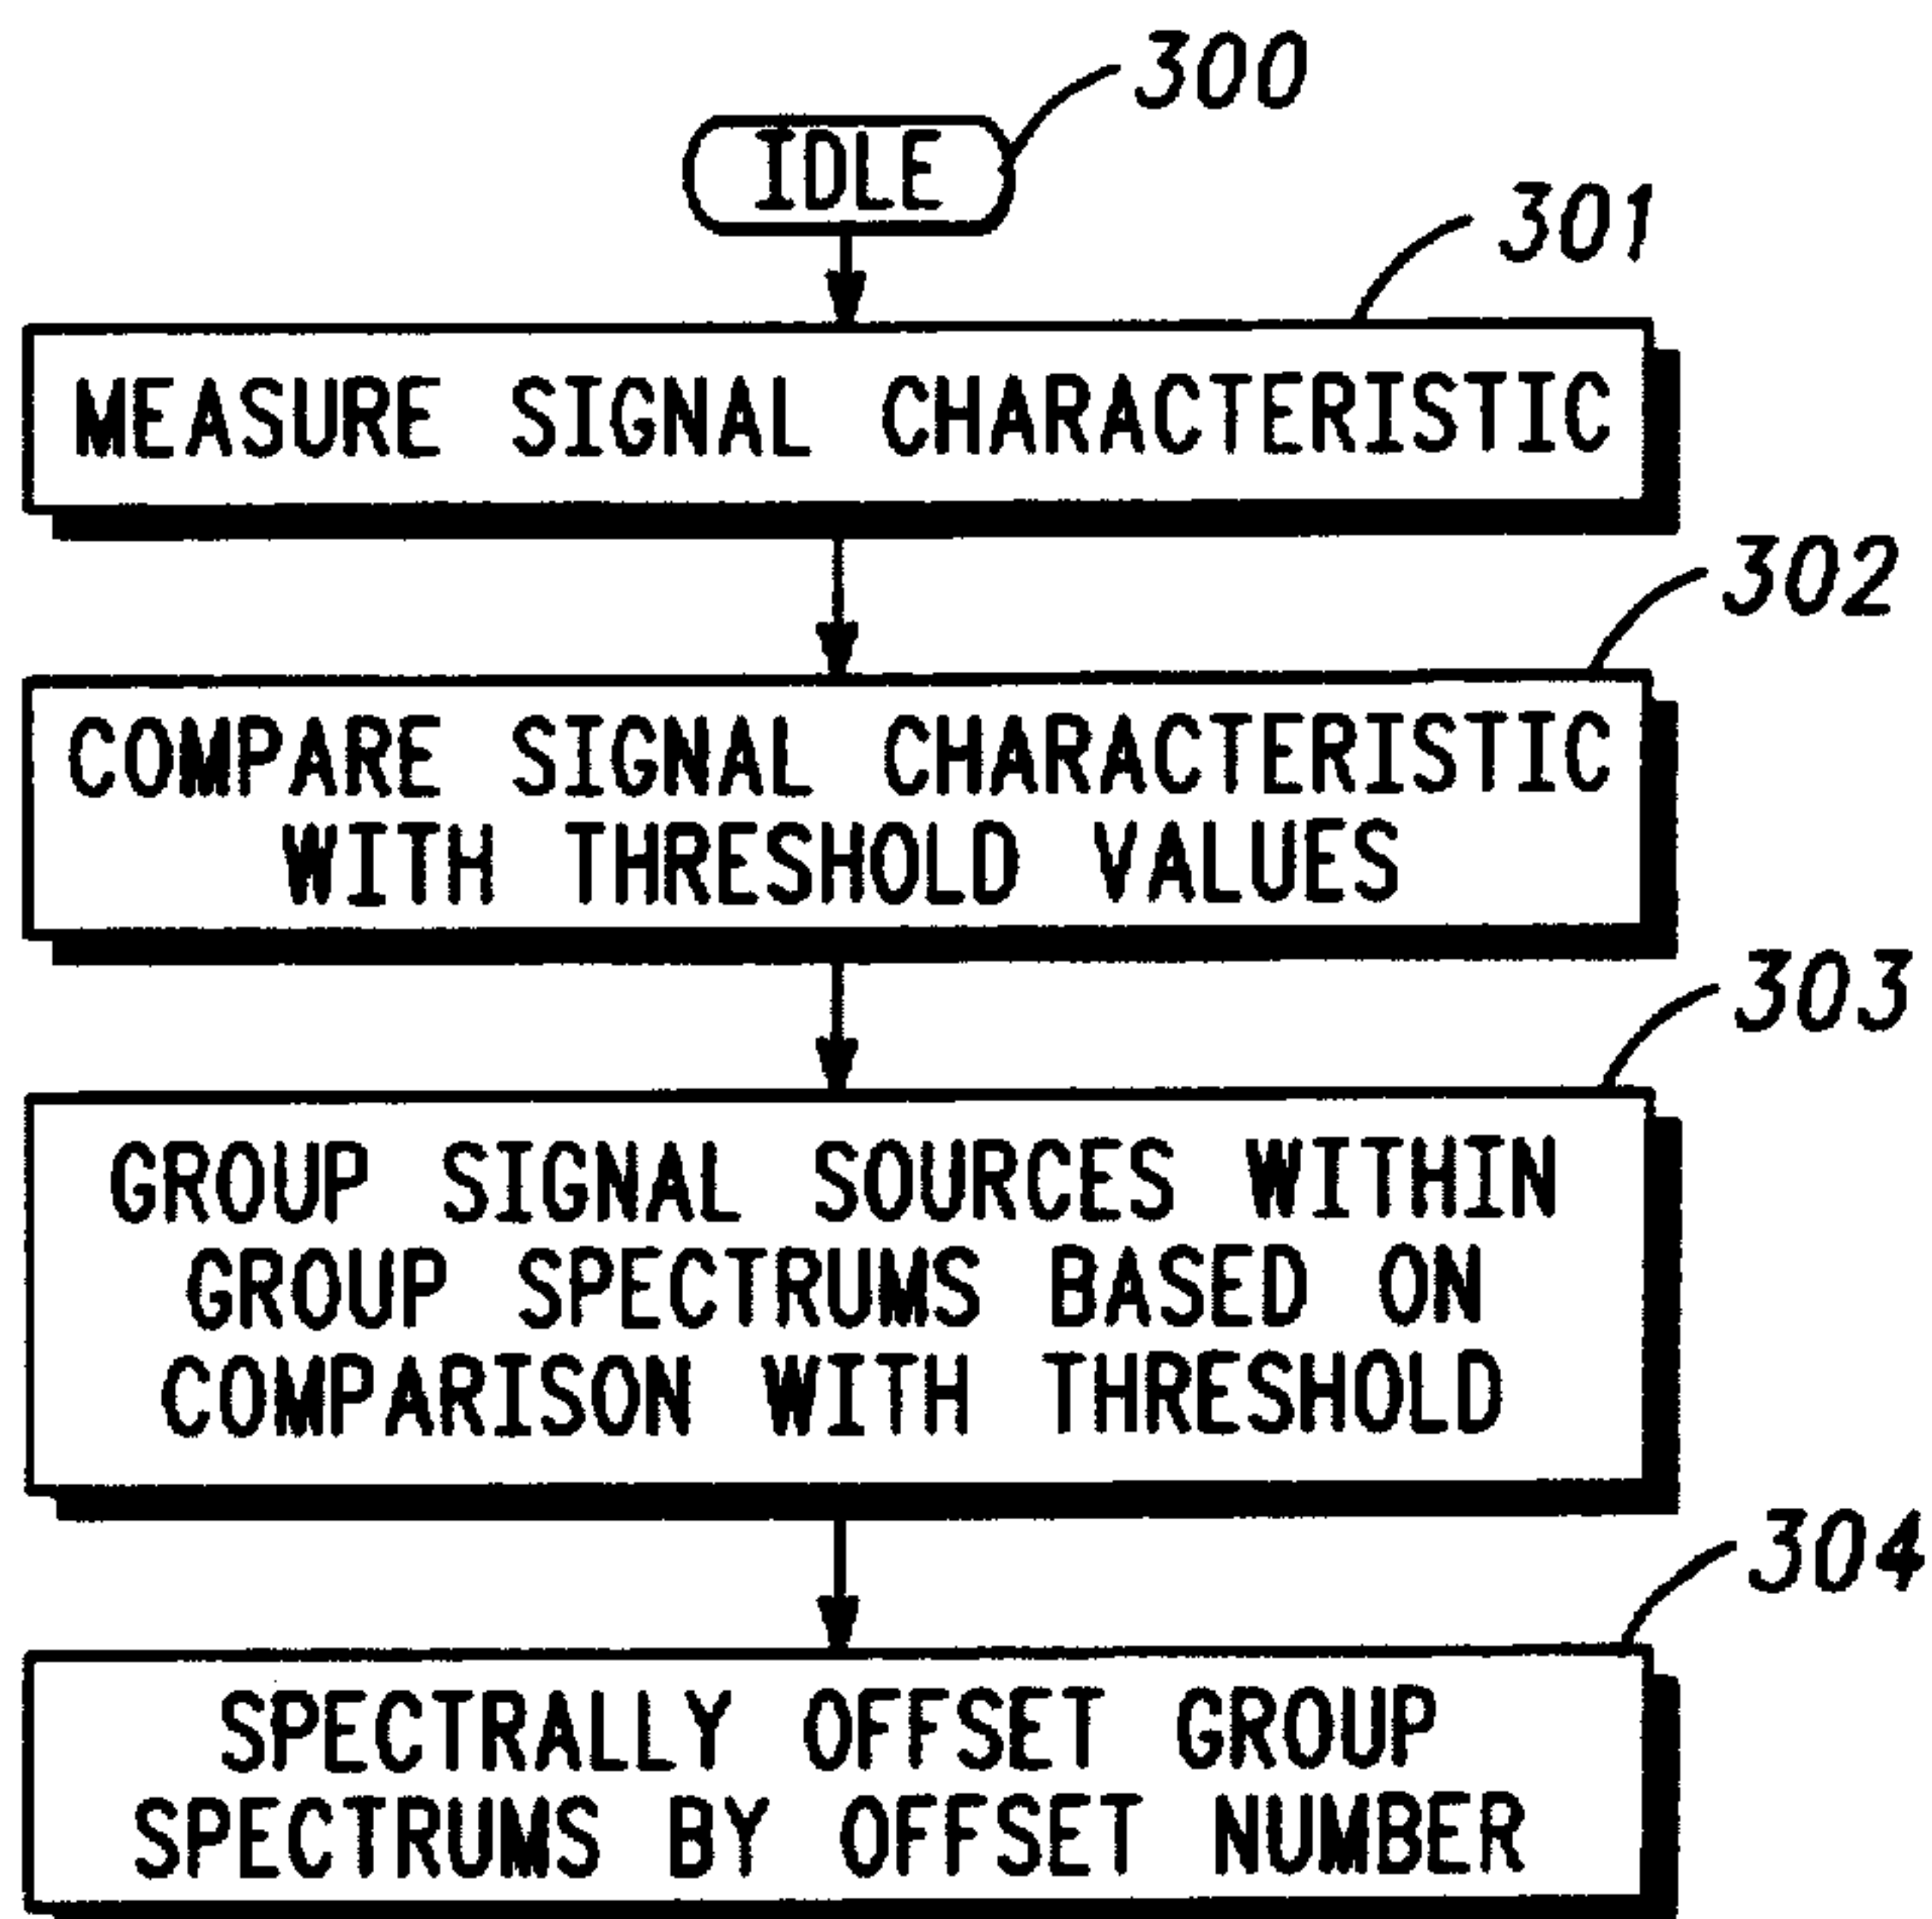 300
IDLE
301
MEASURE SIGNAL CHARACTERISTIC
302
COMPARE SIGNAL CHARACTERISTIC
WITH THRESHOLD VALUES
303
GROUP SIGNAL SOURCES WITHIN
GROUP SPECTRUMS BASED ON
COMPARISON WITH THRESHOLD
304
SPECTRALLY OFFSET GROUP
SPECTRUMS BY OFFSET NUMBER